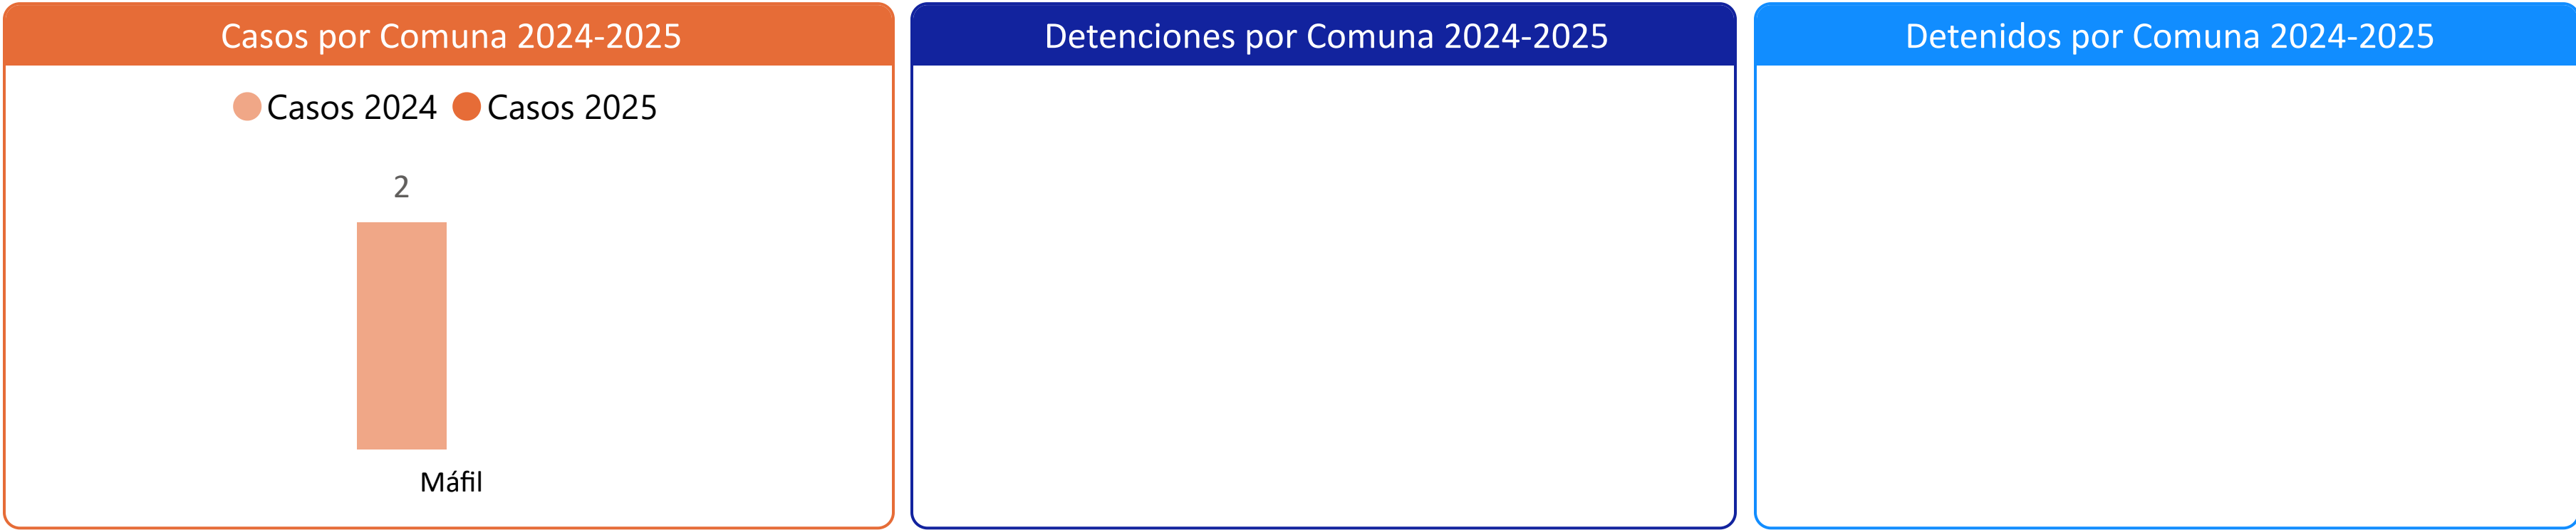 Casos por Comuna 2024-2025
Casos 2024 Casos 2025
2
Máfil
Detenciones por Comuna 2024-2025
Detenidos por Comuna 2024-2025